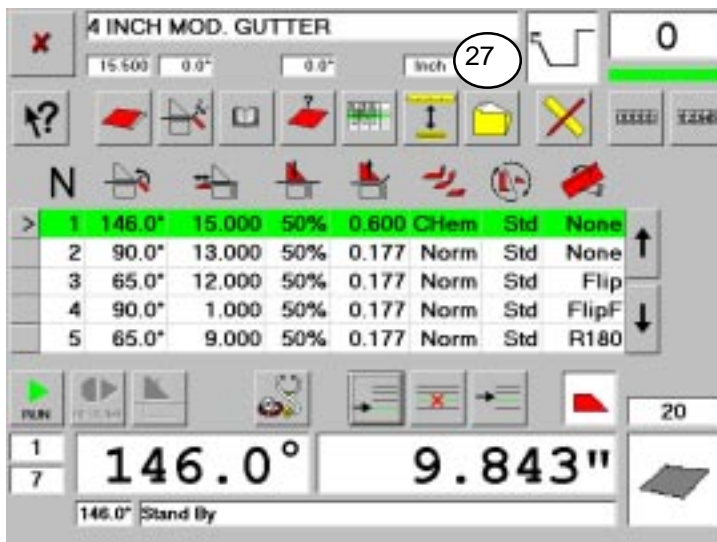 4 INCH MOD. GUTTER
0
15.500 0.0° 0.0° Inch 27
?
?
N
> 1 146.0° 15.000 50% 0.600 CHem Std None
2 90.0° 13.000 50% 0.177 Norm Std None
3 65.0° 12.000 50% 0.177 Norm Std Flip
4 90.0° 1.000 50% 0.177 Norm Std FlipF
5 65.0° 9.000 50% 0.177 Norm Std R180
RUN
20
1
7
146.0° 9.843"
146.0° Stand By